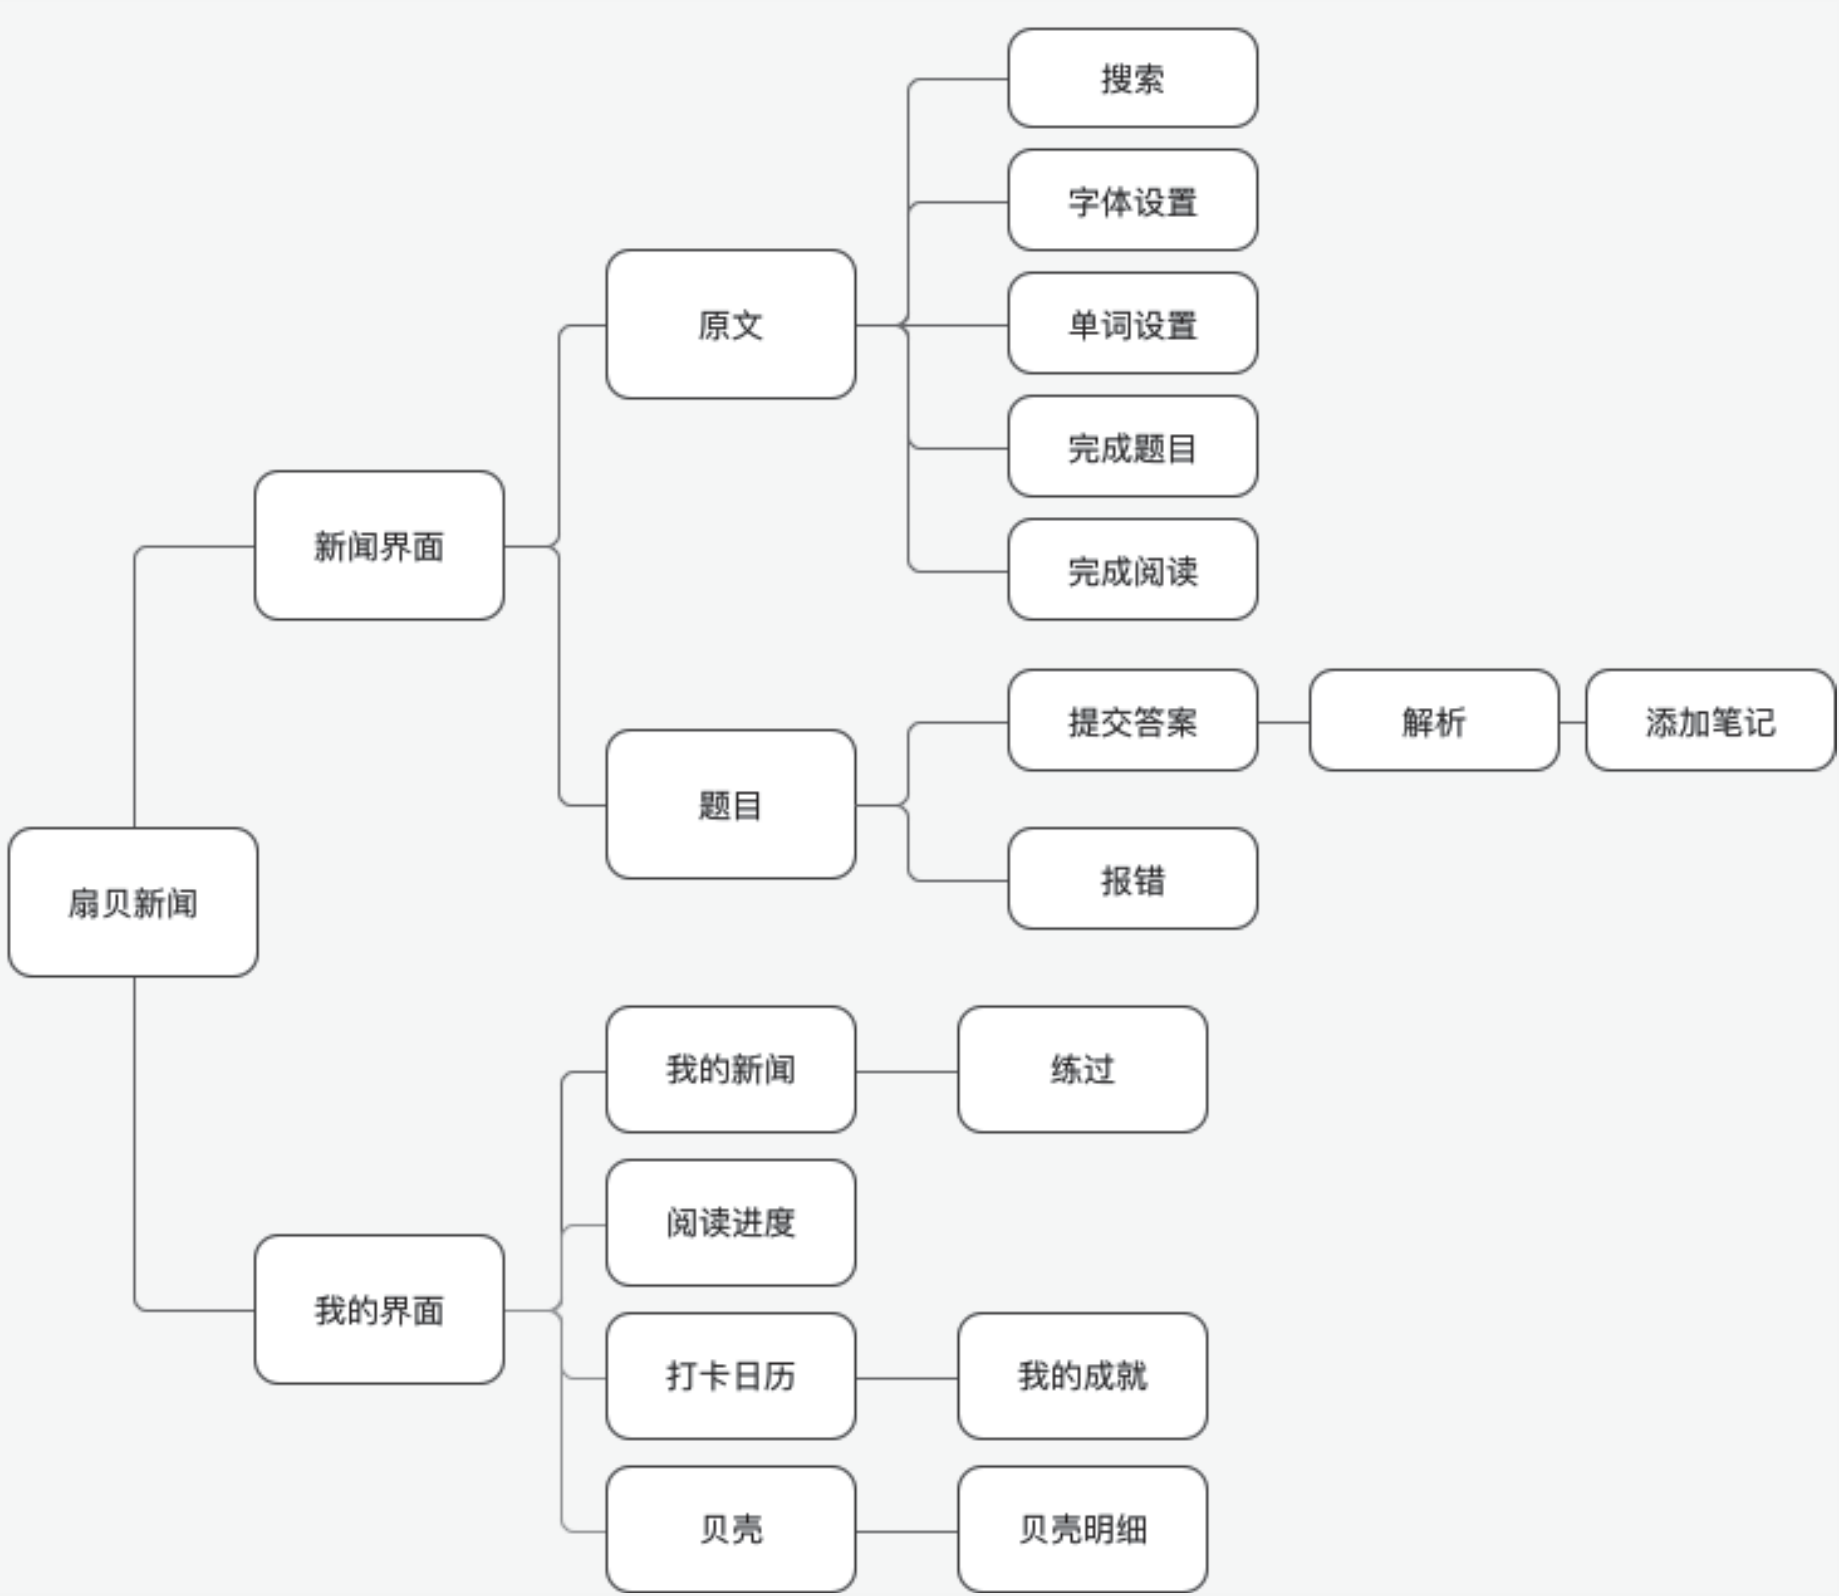 扇贝新闻
新闻界面
原文
搜索
字体设置
单词设置
完成题目
完成阅读
题目
提交答案
解析
添加笔记
报错
我的界面
我的新闻
练过
阅读进度
打卡日历
我的成就
贝壳
贝壳明细